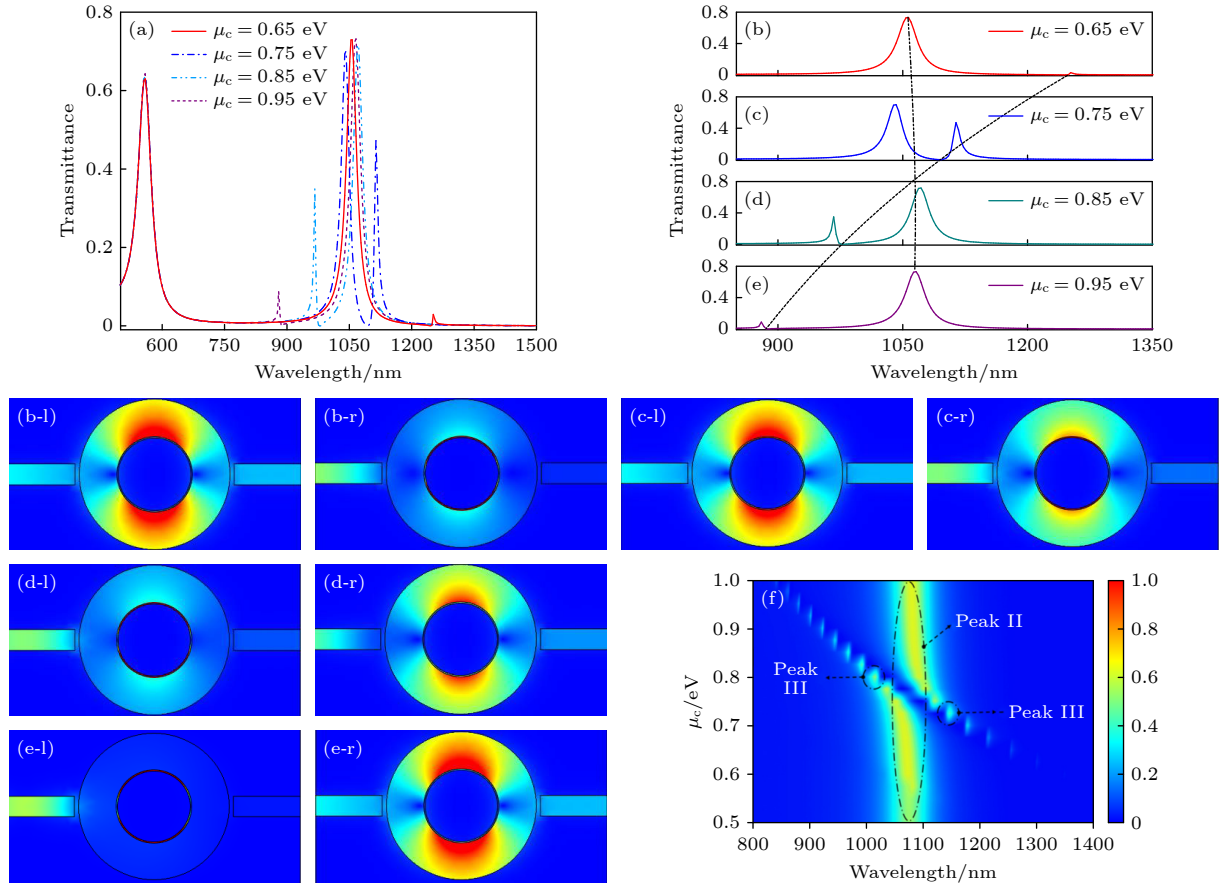 (a)
μc = 0.65 eV
μc = 0.75 eV
μc = 0.85 eV
μc = 0.95 eV
Transmittance
0.8
0.6
0.4
0.2
0
600 750 900 1050 1200 1350 1500
Wavelength/nm
(b)
μc = 0.65 eV
0.8
0.4
0
(c)
μc = 0.75 eV
0.8
0.4
0
(d)
μc = 0.85 eV
0.8
0.4
0
(e)
μc = 0.95 eV
0.8
0.4
0
Transmittance
900 1050 1200 1350
Wavelength/nm
(b-l)
(b-r)
(c-l)
(c-r)
(d-l)
(d-r)
(e-l)
(e-r)
(f)
Peak II
Peak
III
Peak III
μc/eV
1.0
0.9
0.8
0.7
0.6
0.5
800 900 1000 1100 1200 1300 1400
Wavelength/nm
1.0
0.8
0.6
0.4
0.2
0